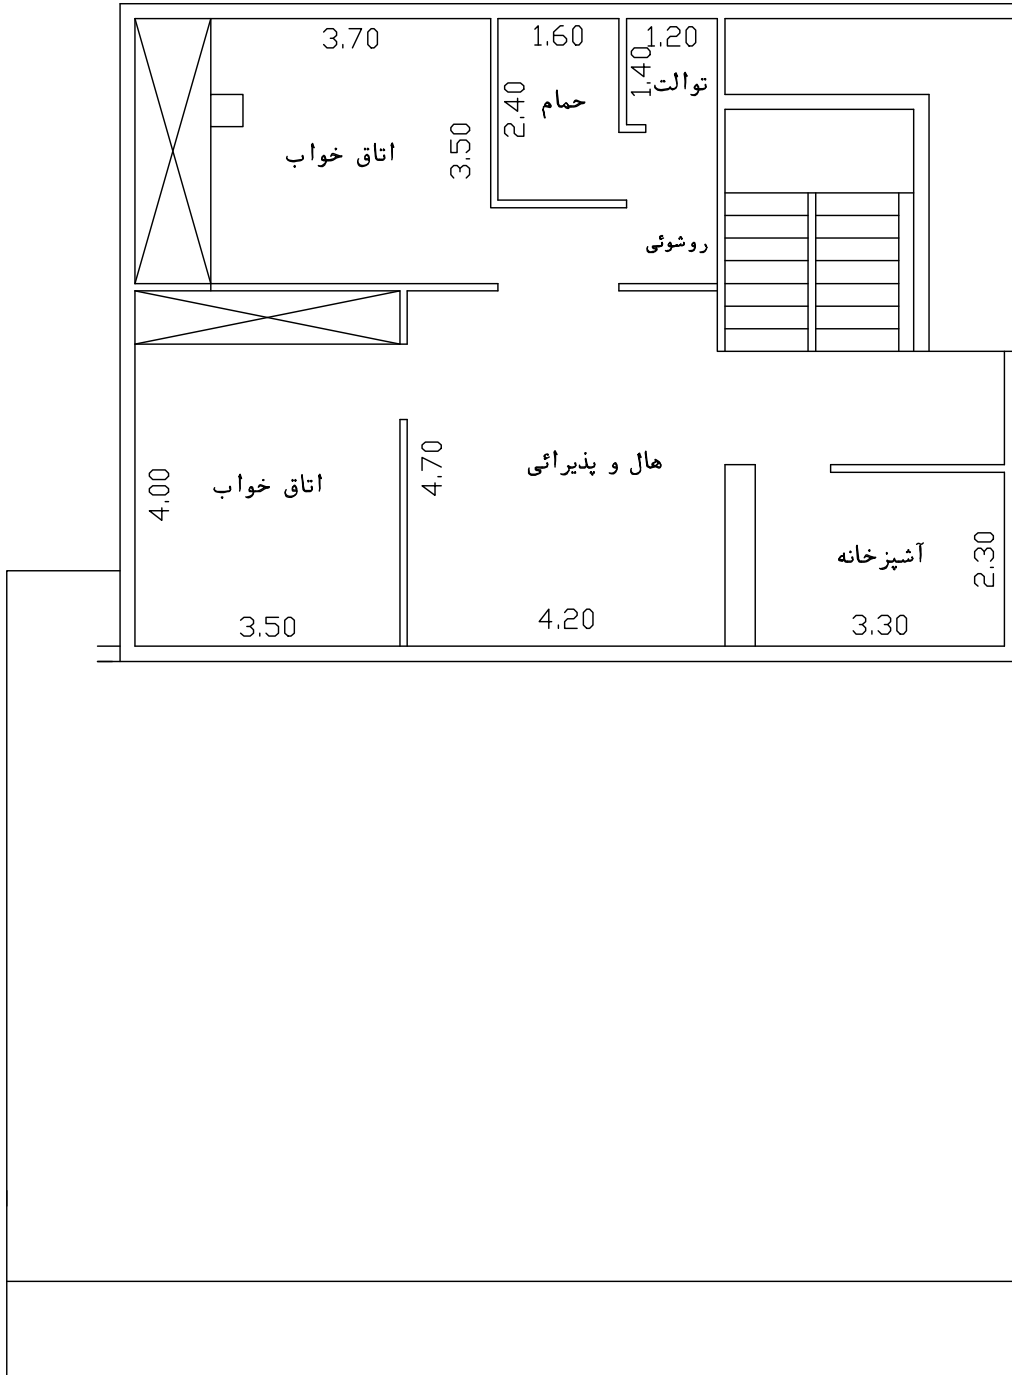 3.70
1.60
1.20
1.40
توالت
حمام
2.40
3.50
اتاق خواب
روشوئی
هال و پذیرائی
4.70
اتاق خواب
4.00
آشپزخانه
2.30
3.50
4.20
3.30